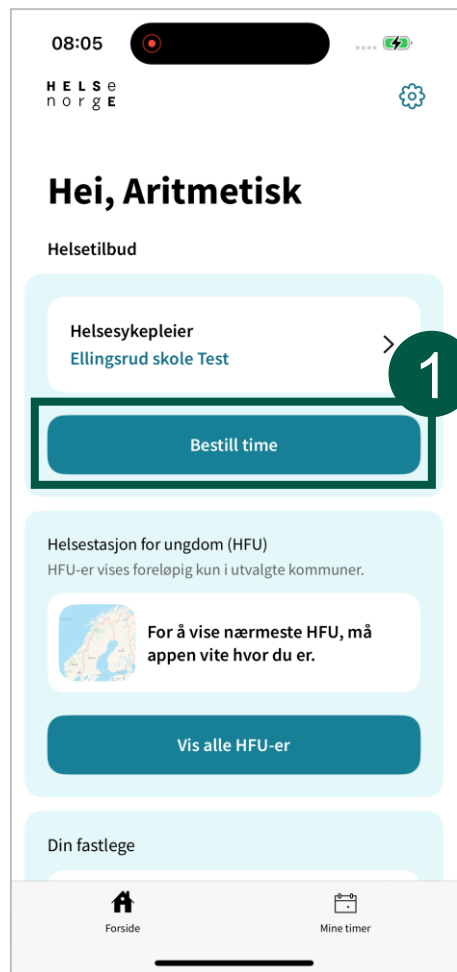 08:05
HELSe
norgE
Hei, Aritmetisk
Helsetilbud
Helsesykepleier
Ellingsrud skole Test
1
Bestill time
Helsestasjon for ungdom (HFU)
HFU-er vises foreløpig kun i utvalgte kommuner.
For å vise nærmeste HFU, må
appen vite hvor du er.
Vis alle HFU-er
Din fastlege
Forside
Mine timer